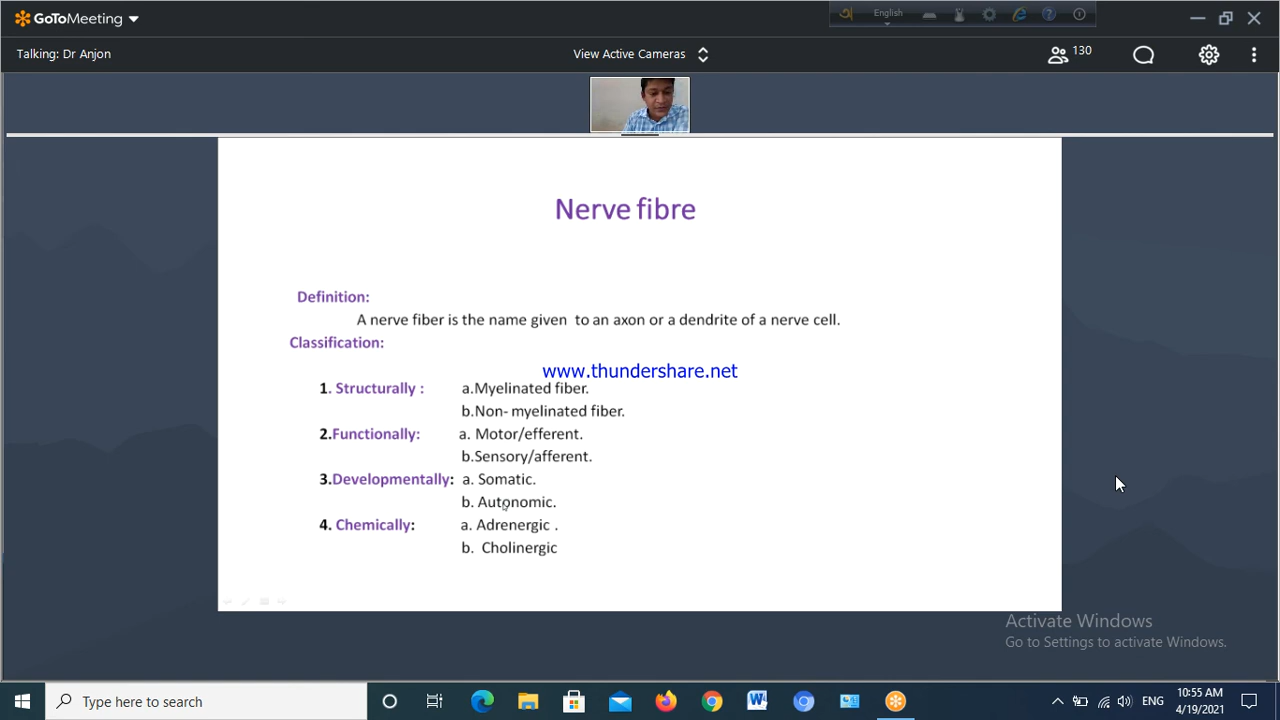 GoToMeeting
English
Talking: Dr Anjon
View Active Cameras
130
Nerve fibre
Definition:
A nerve fiber is the name given to an axon or a dendrite of a nerve cell.
Classification:
www.thundershare.net
1. Structurally : a.Myelinated fiber.
b.Non- myelinated fiber.
2.Functionally: a. Motor/efferent.
b.Sensory/afferent.
3.Developmentally: a. Somatic.
b. Autonomic.
4. Chemically: a. Adrenergic .
b. Cholinergic
Activate Windows
Go to Settings to activate Windows.
Type here to search
ENG
10:55 AM
4/19/2021